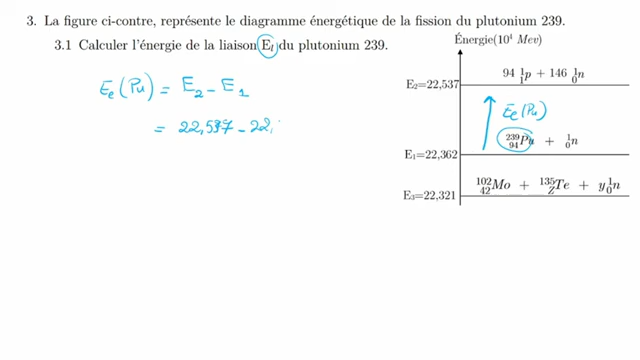 3. La figure ci-contre, représente le diagramme énergétique de la fission du plutonium 239.
3.1 Calculer l'énergie de la liaison E_l du plutonium 239.
Énergie(10⁴ Mev)
E₂=22,537
94 ¹₁p + 146 ¹₀n
E_l(Pu) = E₂ - E₁
= 22,537 - 22,
E_l(Pu)
²³⁹₉₄Pu + ¹₀n
E₁=22,362
¹⁰²₄₂Mo + ¹³⁵_ZTe + y¹₀n
E₃=22,321